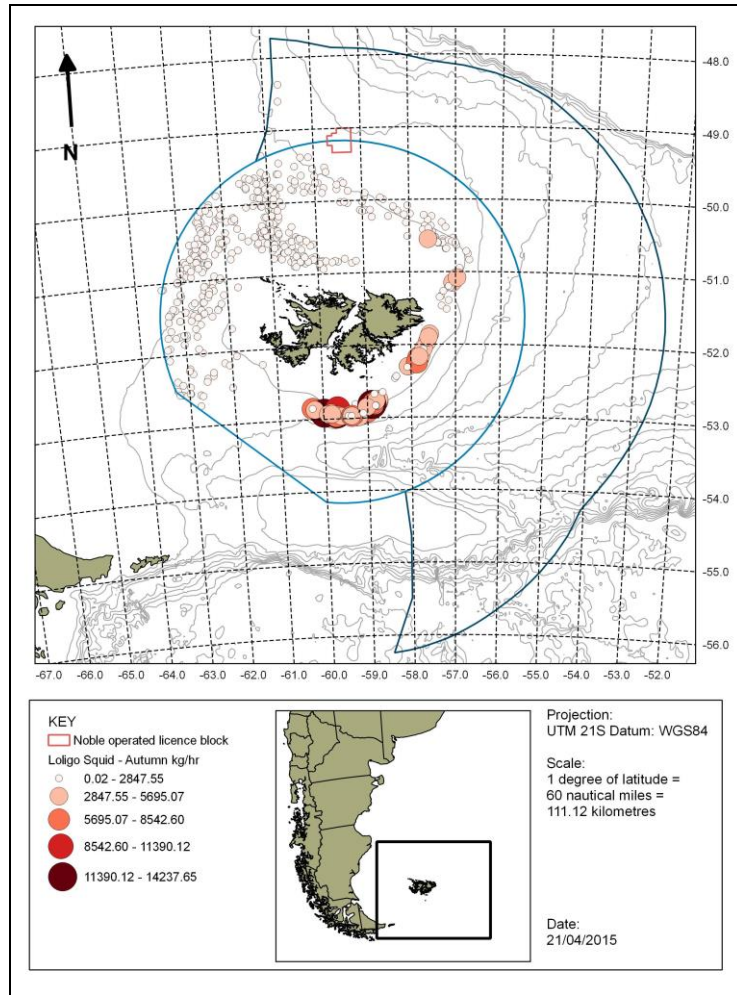 N
-48.0
-49.0
-50.0
-51.0
-52.0
-53.0
-54.0
-55.0
-56.0
-67.0 -66.0 -65.0 -64.0 -63.0 -62.0 -61.0 -60.0 -59.0 -58.0 -57.0 -56.0 -55.0 -54.0 -53.0 -52.0
KEY
Noble operated licence block
Loligo Squid - Autumn kg/hr
0.02 - 2847.55
2847.55 - 5695.07
5695.07 - 8542.60
8542.60 - 11390.12
11390.12 - 14237.65
Projection:
UTM 21S Datum: WGS84
Scale:
1 degree of latitude =
60 nautical miles =
111.12 kilometres
Date:
21/04/2015